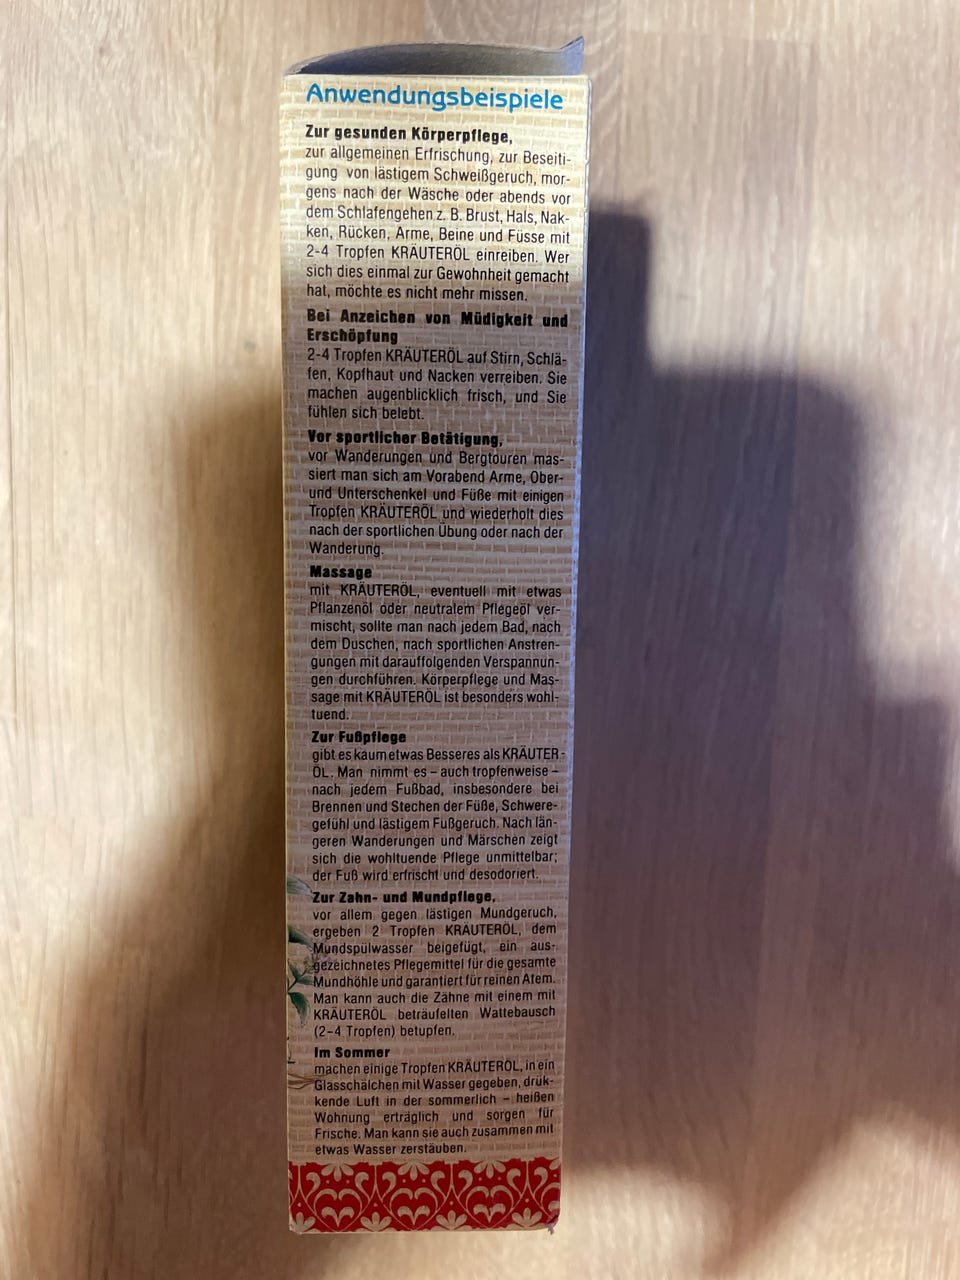 Anwendungsbeispiele
Zur gesunden Körperpflege,
zur allgemeinen Erfrischung, zur Beseiti-
gung von lästigem Schweißgeruch, mor-
gens nach der Wäsche oder abends vor
dem Schlafengehen z. B. Brust, Hals, Nak-
ken, Rücken, Arme, Beine und Füsse mit
2-4 Tropfen KRÄUTERÖL einreiben. Wer
sich dies einmal zur Gewohnheit gemacht
hat, möchte es nicht mehr missen.
Bei Anzeichen von Müdigkeit und
Erschöpfung
2-4 Tropfen KRÄUTERÖL auf Stirn, Schlä-
fen, Kopfhaut und Nacken verreiben. Sie
machen augenblicklich frisch, und Sie
fühlen sich belebt.
Vor sportlicher Betätigung,
vor Wanderungen und Bergtouren mas-
siert man sich am Vorabend Arme, Ober-
und Unterschenkel und Füße mit einigen
Tropfen KRÄUTERÖL und wiederholt dies
nach der sportlichen Übung oder nach der
Wanderung.
Massage
mit KRÄUTERÖL, eventuell mit etwas
Pflanzenöl oder neutralem Pflegeöl ver-
mischt, sollte man nach jedem Bad, nach
dem Duschen, nach sportlichen Anstren-
gungen mit darauffolgenden Verspannun-
gen durchführen. Körperpflege und Mas-
sage mit KRÄUTERÖL ist besonders wohl-
tuend.
Zur Fußpflege
gibt es kaum etwas Besseres als KRÄUTER-
ÖL. Man nimmt es – auch tropfenweise –
nach jedem Fußbad, insbesondere bei
Brennen und Stechen der Füße, Schwere-
gefühl und lästigem Fußgeruch. Nach län-
geren Wanderungen und Märschen zeigt
sich die wohltuende Pflege unmittelbar;
der Fuß wird erfrischt und desodoriert.
Zur Zahn- und Mundpflege,
vor allem gegen lästigen Mundgeruch,
ergeben 2 Tropfen KRÄUTERÖL, dem
Mundspülwasser beigefügt, ein aus-
gezeichnetes Pflegemittel für die gesamte
Mundhöhle und garantiert für reinen Atem.
Man kann auch die Zähne mit einem mit
KRÄUTERÖL beträufelten Wattebausch
(2–4 Tropfen) betupfen.
Im Sommer
machen einige Tropfen KRÄUTERÖL, in ein
Glasschälchen mit Wasser gegeben, drük-
kende Luft in der sommerlich – heißen
Wohnung erträglich und sorgen für
Frische. Man kann sie auch zusammen mit
etwas Wasser zerstäuben.